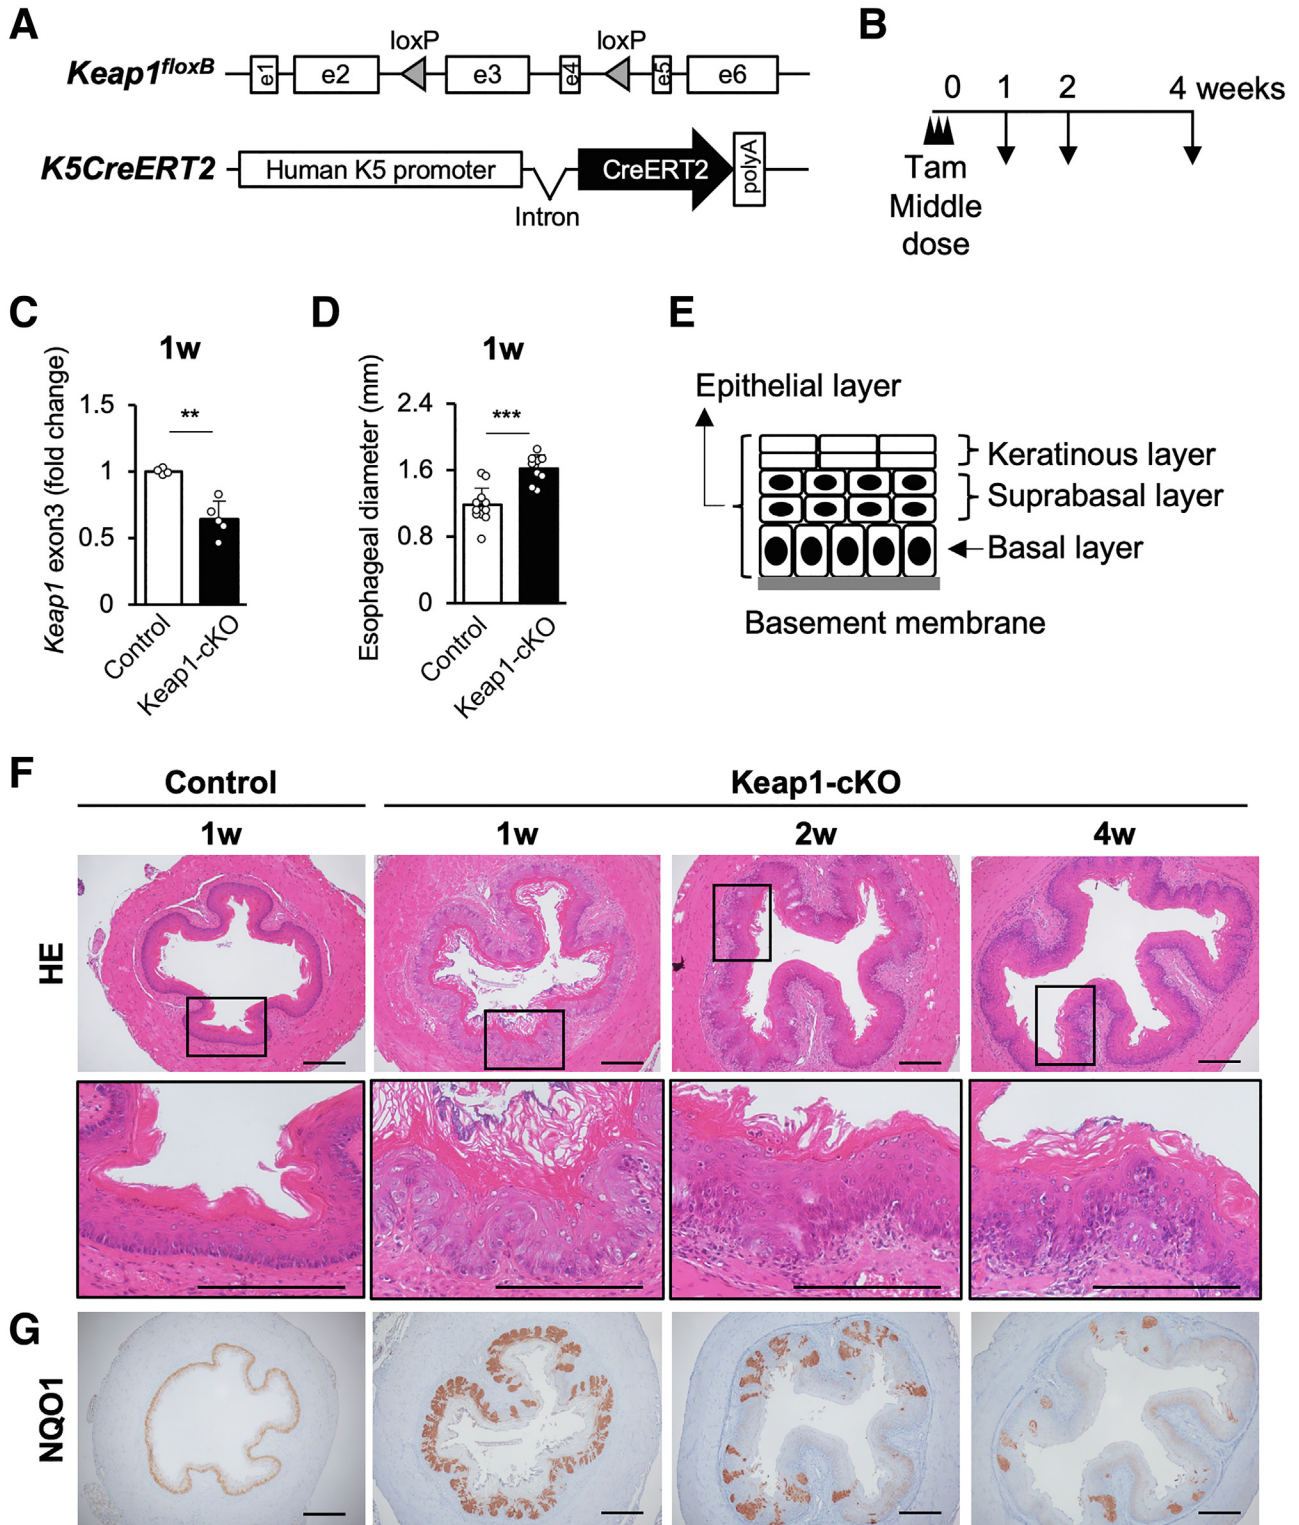 A
Keap1floxB
loxP
loxP
e1
e2
e3
e4
e5
e6
K5CreERT2
Human K5 promoter
Intron
CreERT2
polyA
B
0 1 2 4 weeks
Tam
Middle
dose
C
1w
Keap1 exon3 (fold change)
1.5
1
0.5
0
**
Control
Keap1-cKO
D
1w
Esophageal diameter (mm)
2.4
1.6
0.8
0
***
Control
Keap1-cKO
E
Epithelial layer
Keratinous layer
Suprabasal layer
Basal layer
Basement membrane
F
Control
Keap1-cKO
1w
1w
2w
4w
HE
G
NQO1